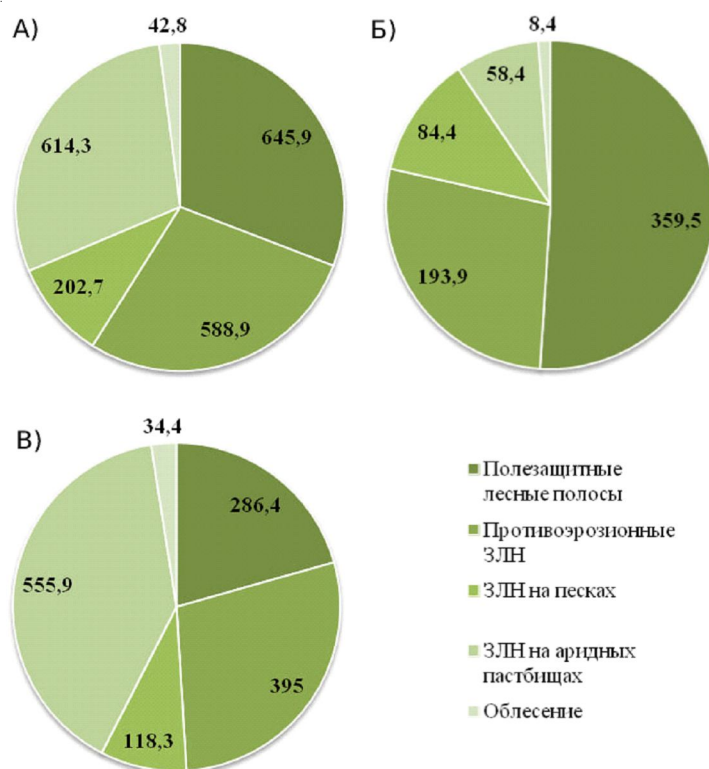 А)
42,8
645,9
614,3
202,7
588,9
Б)
8,4
58,4
84,4
359,5
193,9
В)
34,4
286,4
555,9
395
118,3
Полезащитные
лесные полосы
Противоэрозионные
ЗЛН
ЗЛН на песках
ЗЛН на аридных
пастбищах
Облесение